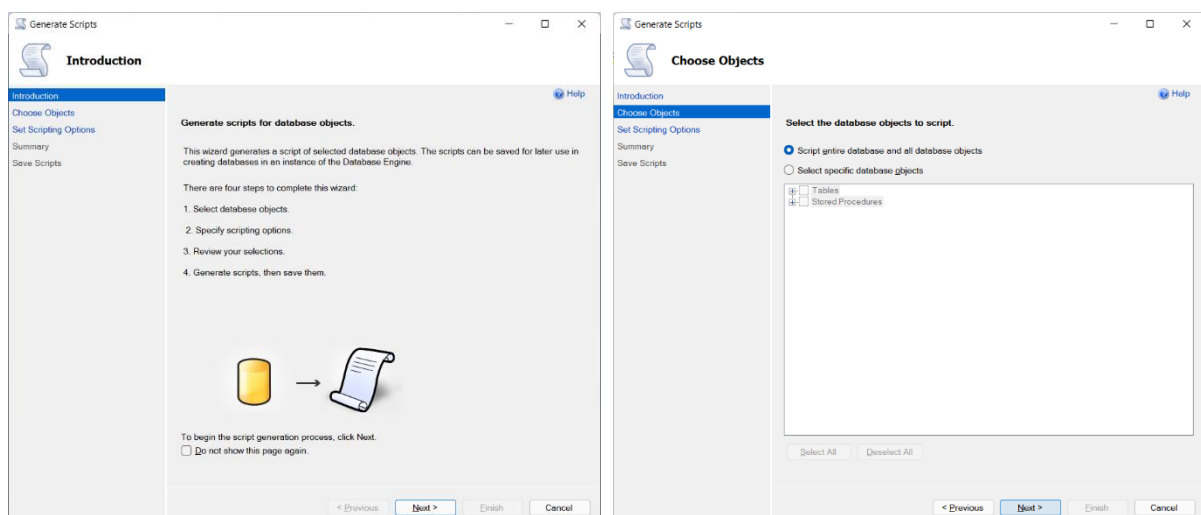 Generate Scripts
Introduction
Introduction
Choose Objects
Set Scripting Options
Summary
Save Scripts
Help
Generate scripts for database objects.
This wizard generates a script of selected database objects. The scripts can be saved for later use in
creating databases in an instance of the Database Engine.
There are four steps to complete this wizard:
1. Select database objects.
2. Specify scripting options.
3. Review your selections.
4. Generate scripts, then save them.
To begin the script generation process, click Next.
Do not show this page again.
< Previous Next > Finish Cancel
Generate Scripts
Choose Objects
Introduction
Choose Objects
Set Scripting Options
Summary
Save Scripts
Help
Select the database objects to script.
Script entire database and all database objects
Select specific database objects
Tables
Stored Procedures
Select All Deselect All
< Previous Next > Finish Cancel